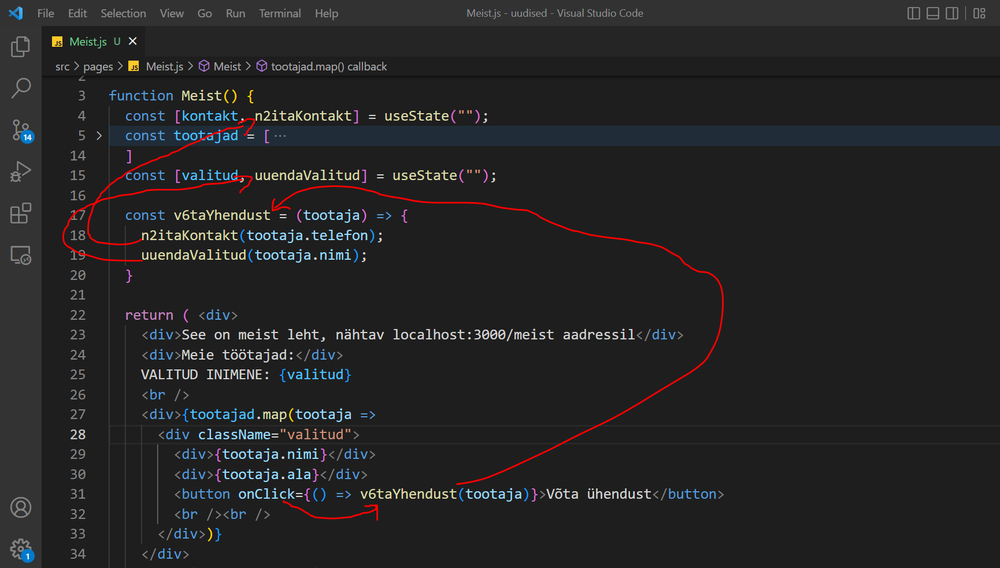 File Edit Selection View Go Run Terminal Help
Meist.js - uudised - Visual Studio Code
JS Meist.js U
src > pages > JS Meist.js > Meist > tootajad.map() callback
2
3 function Meist() {
4 const [kontakt, n2itaKontakt] = useState("");
5 const tootajad = [ ···
14 ]
15 const [valitud, uuendaValitud] = useState("");
16
17 const v6taYhendust = (tootaja) => {
18 n2itaKontakt(tootaja.telefon);
19 uuendaValitud(tootaja.nimi);
20 }
21
22 return ( <div>
23 <div>See on meist leht, nähtav localhost:3000/meist aadressil</div>
24 <div>Meie töötajad:</div>
25 VALITUD INIMENE: {valitud}
26 <br />
27 <div>{tootajad.map(tootaja =>
28 <div className="valitud">
29 <div>{tootaja.nimi}</div>
30 <div>{tootaja.ala}</div>
31 <button onClick={() => v6taYhendust(tootaja)}>Võta ühendust</button>
32 <br /><br />
33 </div>)}
34 </div>
14
1